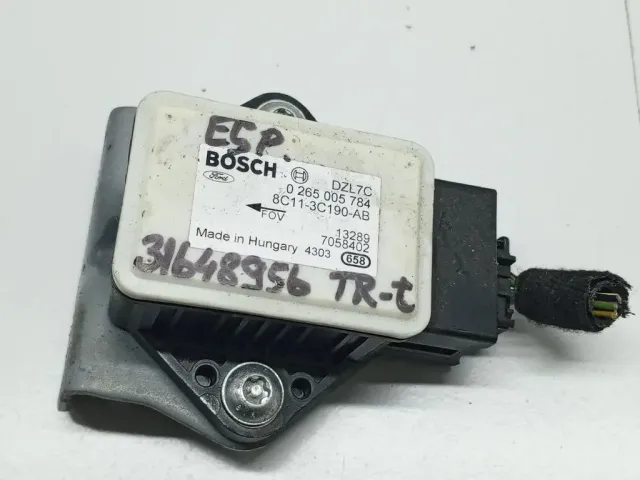 ESP.
BOSCH DZL7C
Ford 0 265 005 784
8C11-3C190-AB
FOV 13289
7058402
Made in Hungary 4303 658
31648956 TR-t